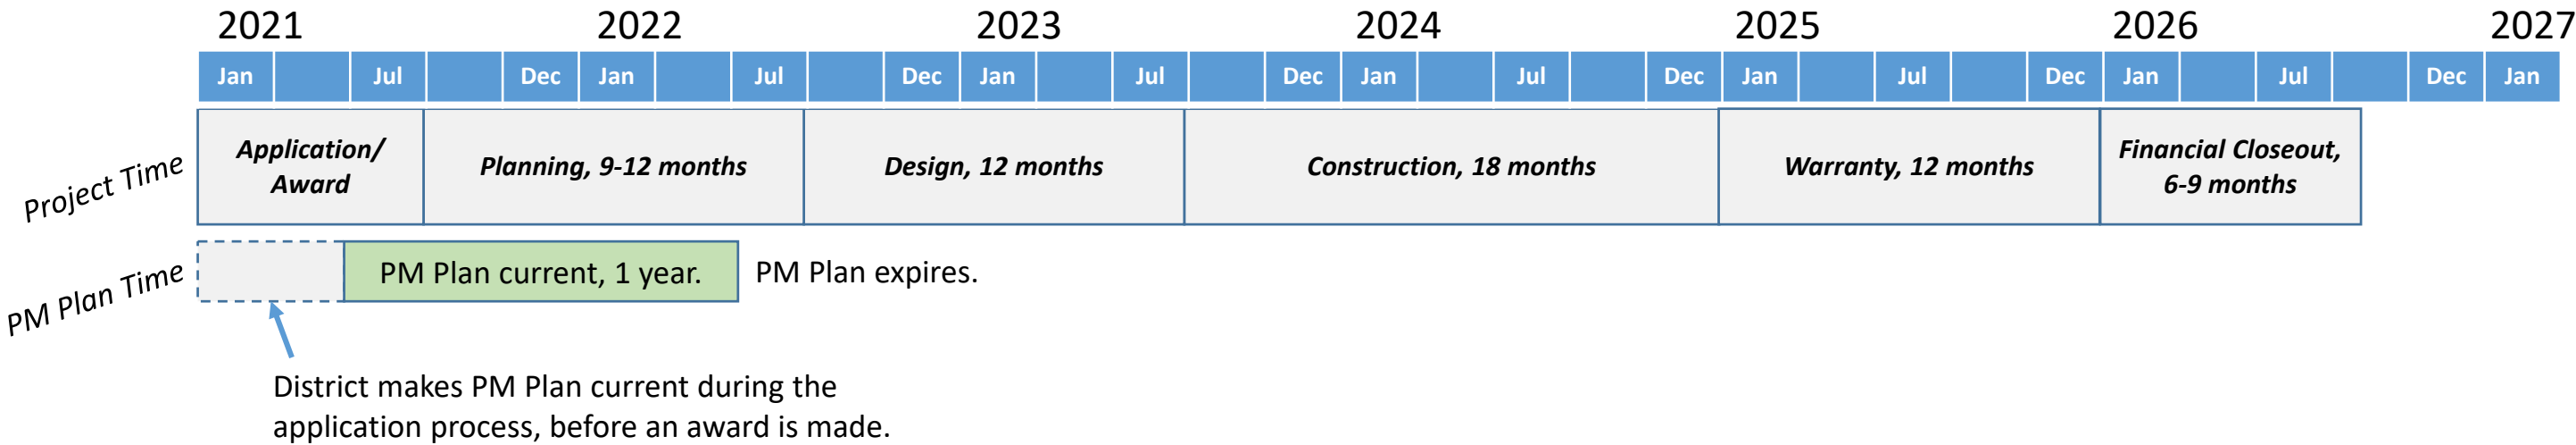 2021 2022 2023 2024 2025 2026 2027
Jan Jul Dec Jan Jul Dec Jan Jul Dec Jan Jul Dec Jan Jul Dec Jan Jul Dec Jan
Project Time
Application/
Award
Planning, 9-12 months
Design, 12 months
Construction, 18 months
Warranty, 12 months
Financial Closeout,
6-9 months
PM Plan Time
PM Plan current, 1 year.
PM Plan expires.
District makes PM Plan current during the
application process, before an award is made.